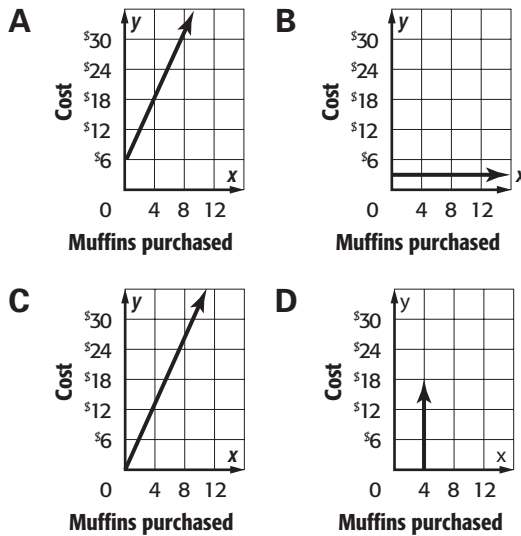 A
y
$30
$24
$18
$12
$6
Cost
x
0 4 8 12
Muffins purchased
B
y
$30
$24
$18
$12
$6
Cost
x
0 4 8 12
Muffins purchased
C
y
$30
$24
$18
$12
$6
Cost
x
0 4 8 12
Muffins purchased
D
y
$30
$24
$18
$12
$6
Cost
x
0 4 8 12
Muffins purchased